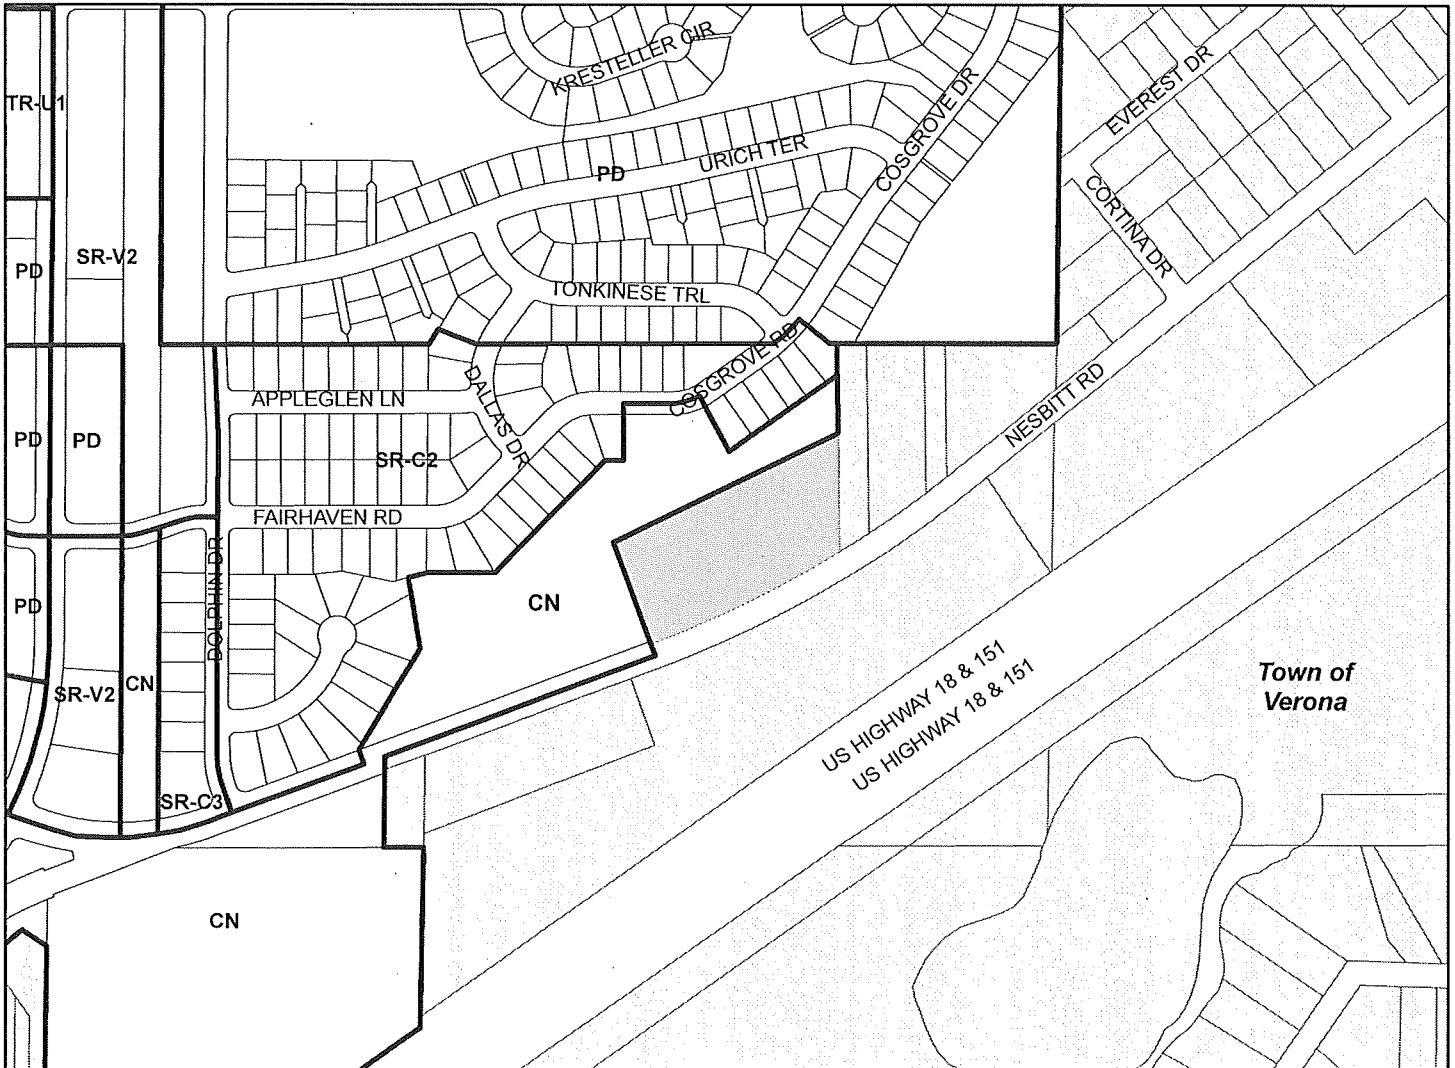 KRESTELLER CIR
EVEREST DR
TR-U1
COSGROVE DR
URICH TER
PD
CORTINA DR
SR-V2
PD
TONKINESE TRL
COSGROVE RD
APPLEGLEN LN
DALLAS DR
NESBITT RD
PD
PD
SR-C2
FAIRHAVEN RD
DOLPHIN DR
PD
CN
US HIGHWAY 18 & 151
US HIGHWAY 18 & 151
Town of
Verona
SR-V2
CN
SR-C3
CN